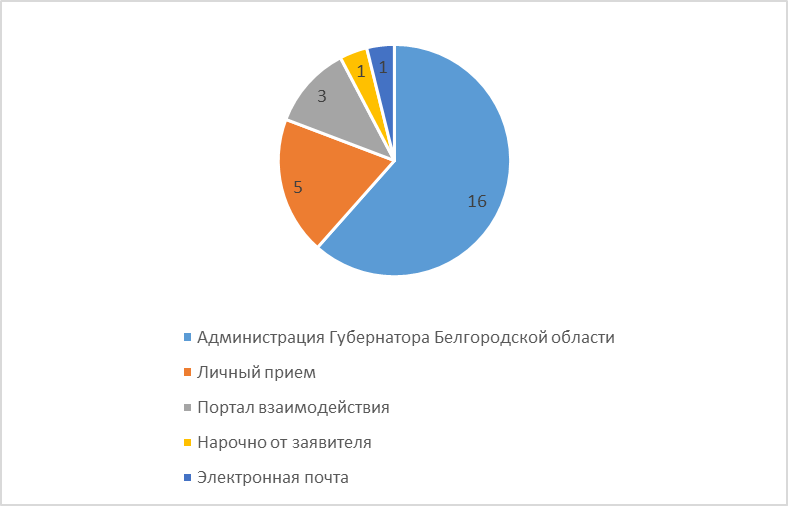 1
1
3
5
16
Администрация Губернатора Белгородской области
Личный прием
Портал взаимодействия
Нарочно от заявителя
Электронная почта